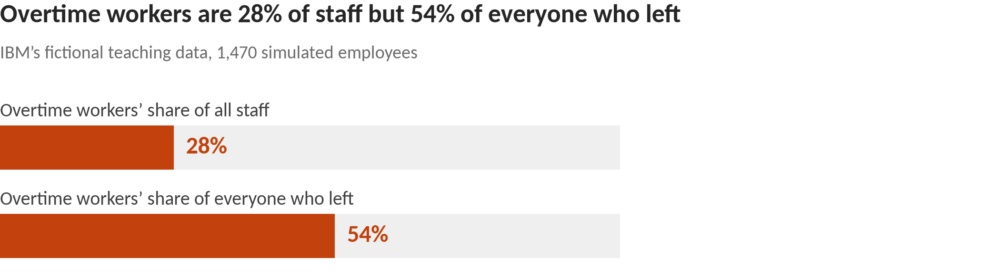 Overtime workers are 28% of staff but 54% of everyone who left
IBM’s fictional teaching data, 1,470 simulated employees
Overtime workers’ share of all staff
28%
Overtime workers’ share of everyone who left
54%